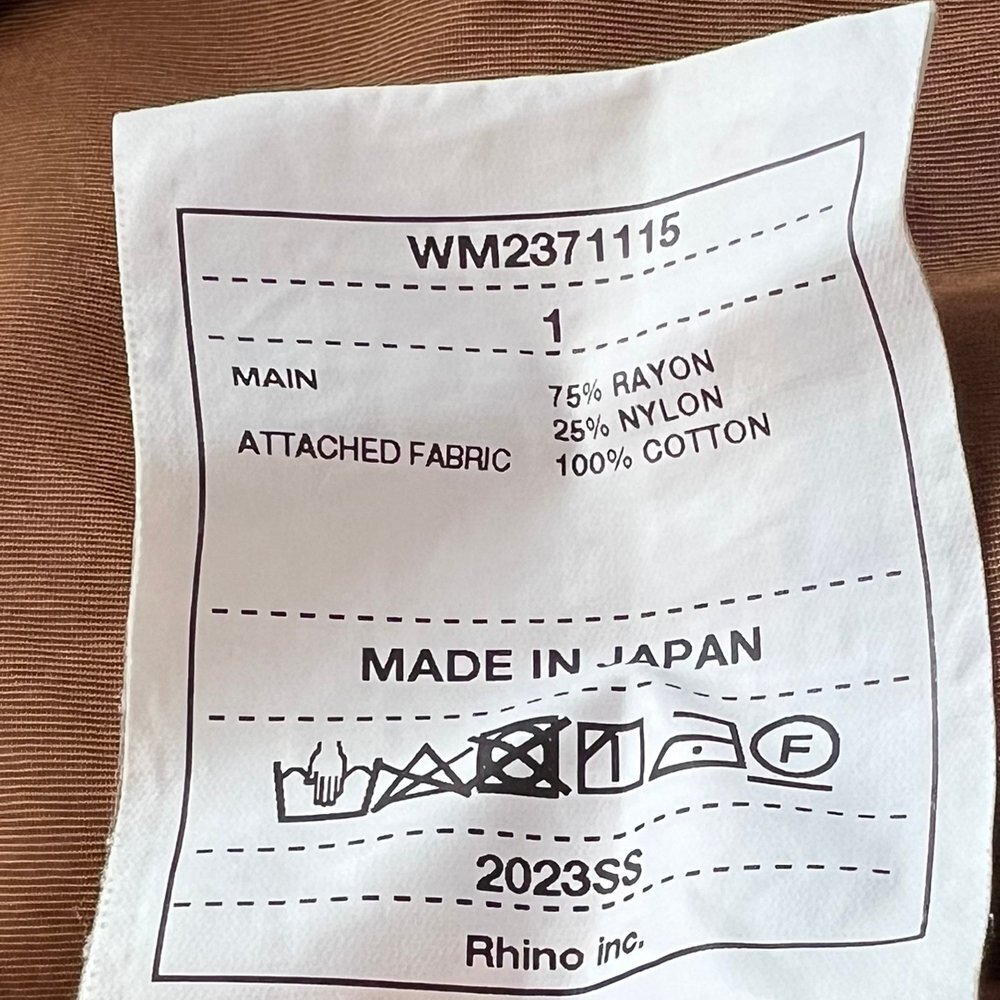 WM2371115
1
MAIN 75% RAYON
25% NYLON
ATTACHED FABRIC 100% COTTON
MADE IN JAPAN
F
2023SS
Rhino inc.